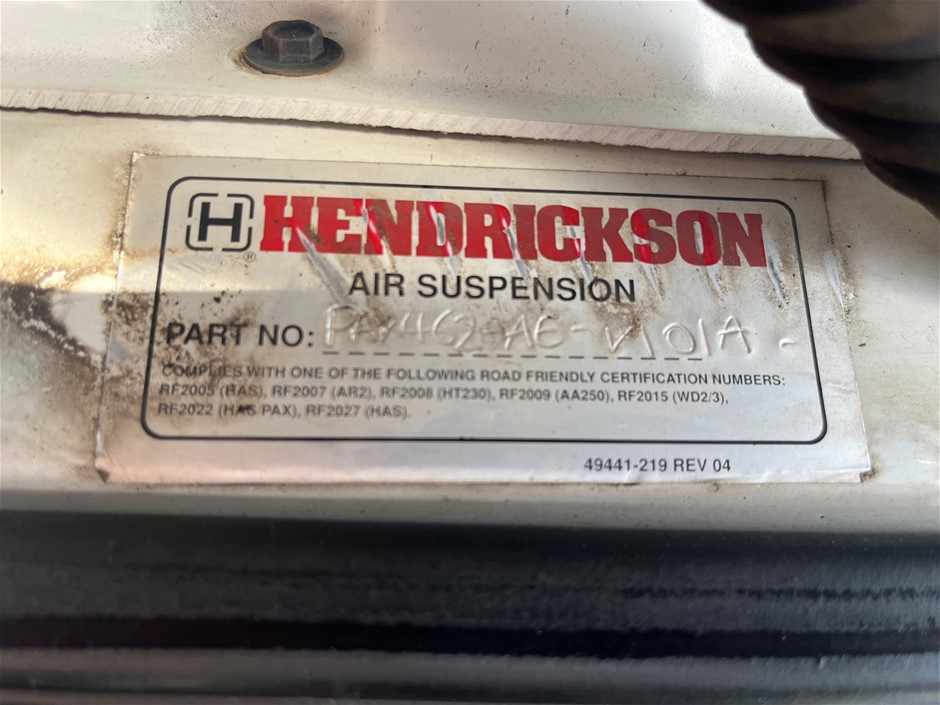 H HENDRICKSON
®
AIR SUSPENSION
PART NO:
COMPLIES WITH ONE OF THE FOLLOWING ROAD FRIENDLY CERTIFICATION NUMBERS:
RF2005 (HAS), RF2007 (AR2), RF2008 (HT230), RF2009 (AA250), RF2015 (WD2/3),
RF2022 (HAS/PAX), RF2027 (HAS).
49441-219 REV 04